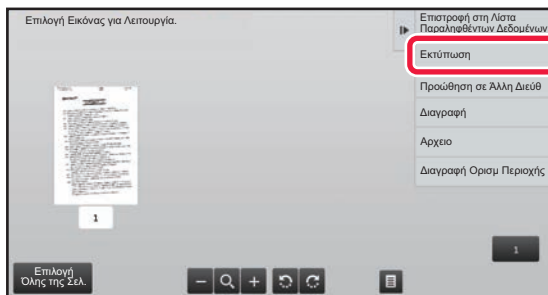 Επιλογή Εικόνας για Λειτουργία.
Επιστροφή στη Λίστα
Παραληφθέντων Δεδομένων
Εκτύπωση
Προώθηση σε Άλλη Διεύθ
Διαγραφή
Αρχειο
Διαγραφή Ορισμ Περιοχής
1
1
Επιλογή
Όλης της Σελ.